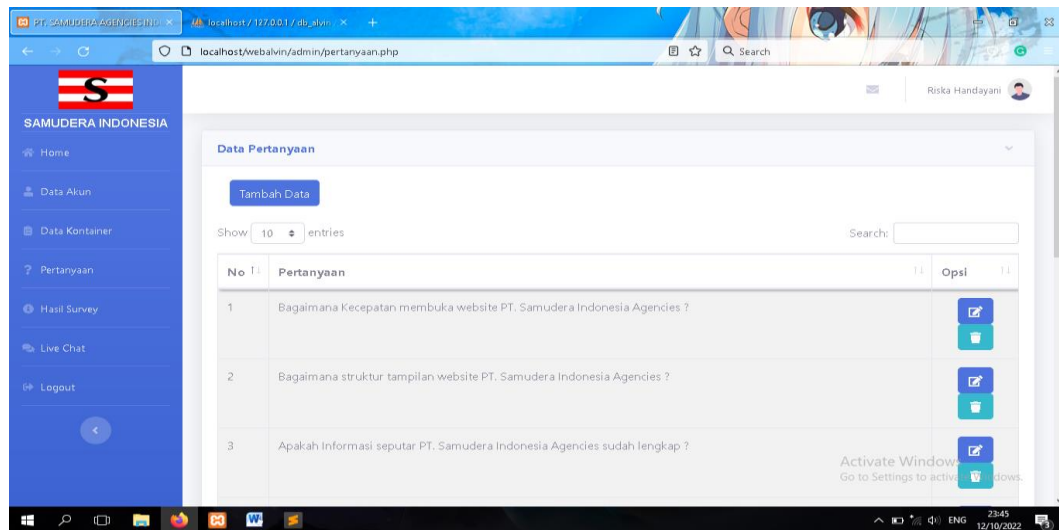 PT. SAMUDERA AGENCIES INDO
localhost / 127.0.0.1 / db_alvin
localhost/webalvin/admin/pertanyaan.php
Search
S
SAMUDERA INDONESIA
Riska Handayani
Home
Data Akun
Data Kontainer
Pertanyaan
Hasil Survey
Live Chat
Logout
Data Pertanyaan
Tambah Data
Show 10 entries
Search:
No Pertanyaan Opsi
1 Bagaimana Kecepatan membuka website PT. Samudera Indonesia Agencies ?
2 Bagaimana struktur tampilan website PT. Samudera Indonesia Agencies ?
3 Apakah Informasi seputar PT. Samudera Indonesia Agencies sudah lengkap ?
Activate Windows
Go to Settings to activate Windows.
ENG
23:45
12/10/2022